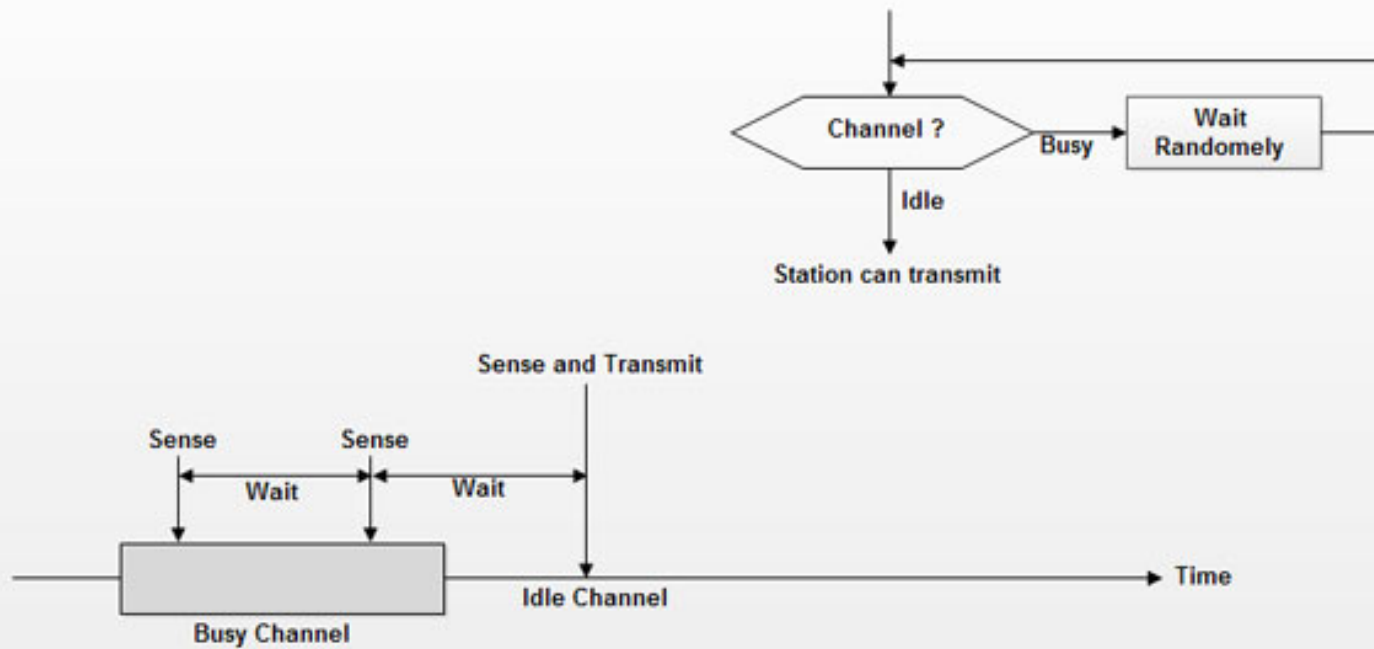 Channel ?
Busy
Wait
Randomely
Idle
Station can transmit
Sense and Transmit
Sense
Sense
Wait
Wait
Time
Idle Channel
Busy Channel